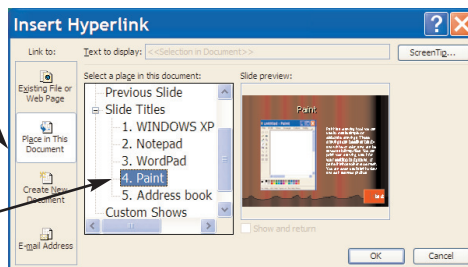 Insert Hyperlink
Link to:
Text to display: <<Selection in Document>>
ScreenTip...
Existing File or
Web Page
Place in This
Document
Create New
Document
E-mail Address
Select a place in this document:
Previous Slide
Slide Titles
1. WINDOWS XP
2. Notepad
3. WordPad
4. Paint
5. Address book
Custom Shows
Slide preview:
Paint
Show and return
OK
Cancel